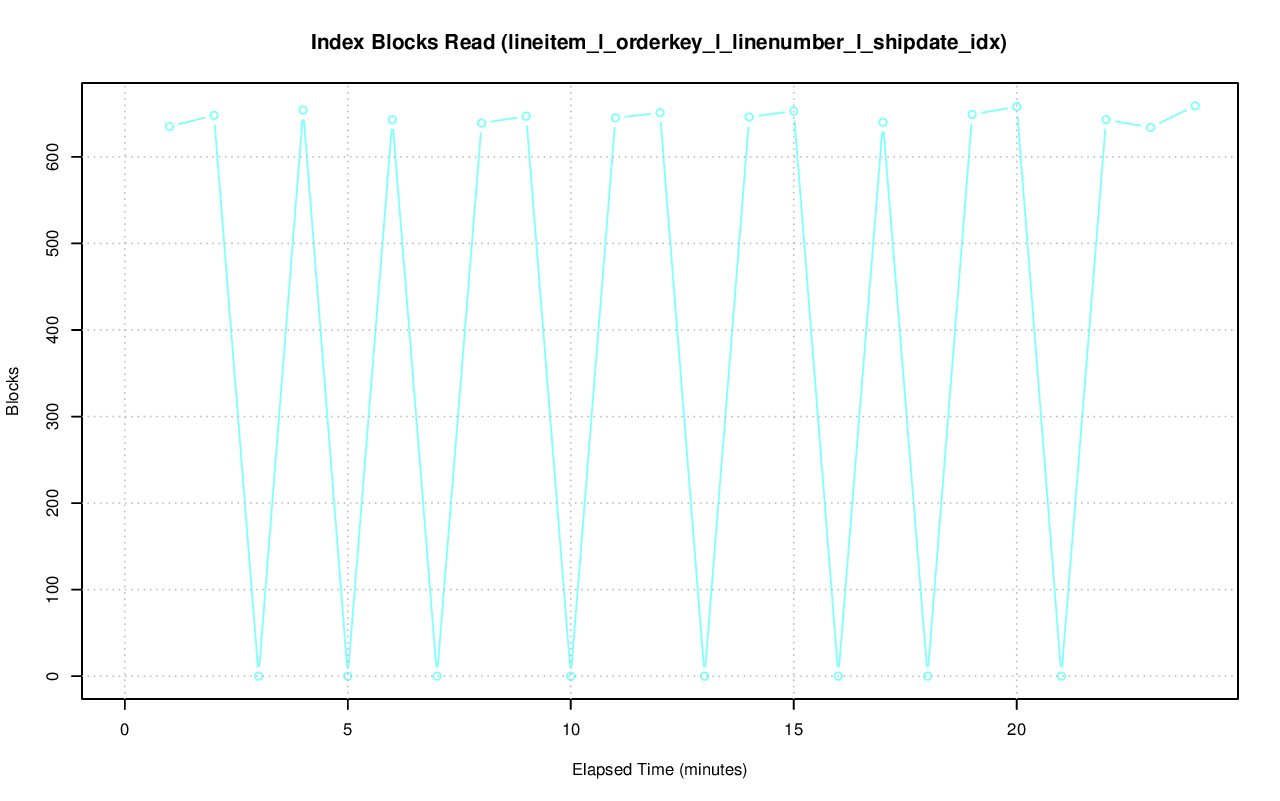 Index Blocks Read (lineitem_l_orderkey_l_linenumber_l_shipdate_idx)
600
500
400
300
200
100
0
Blocks
0 5 10 15 20
Elapsed Time (minutes)